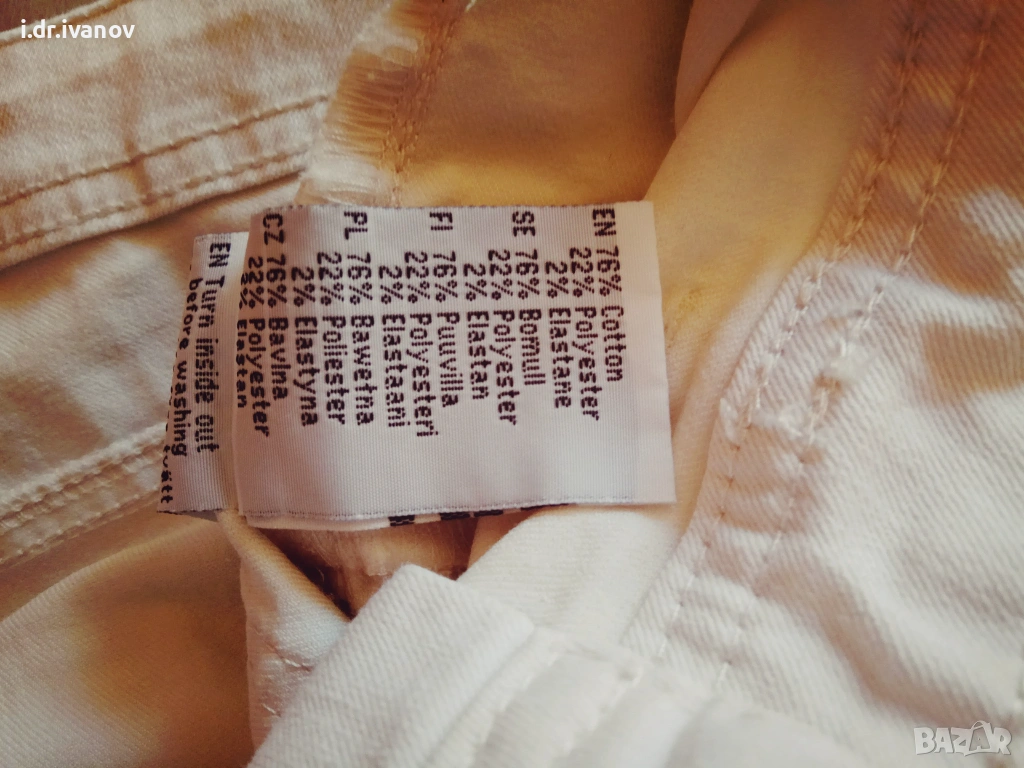 i.dr.ivanov
EN 76% Cotton
22% Polyester
2% Elastane
SE 76% Bomull
22% Polyester
2% Elastan
FI 76% Puuvilla
22% Polyesteri
2% Elastaani
PL 76% Bawełna
22% Poliester
2% Elastyna
CZ 76% Bavlna
22% Polyester
2% Elastan
EN Turn inside out
before washing
BAZAR